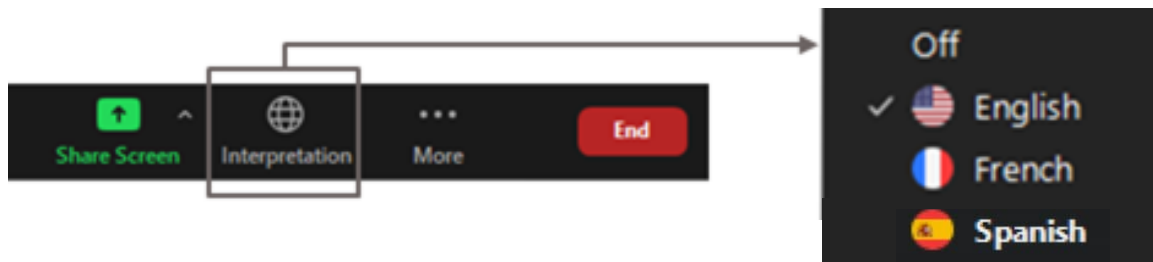 Share Screen
Interpretation
More
End
Off
English
French
Spanish